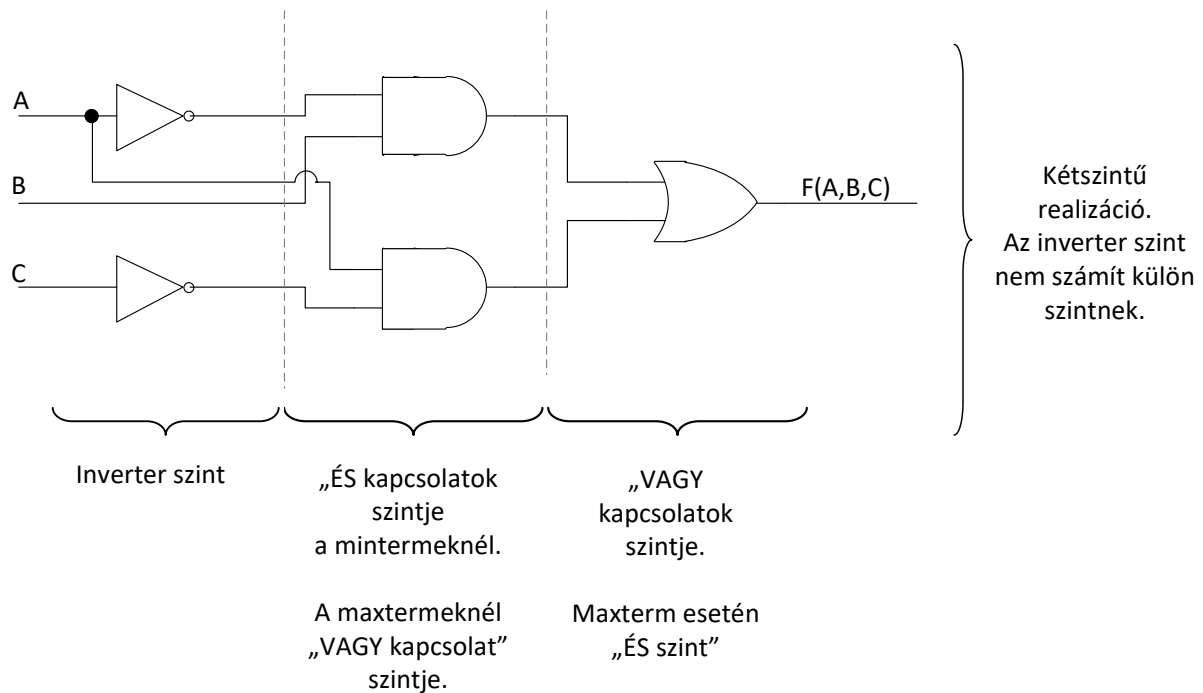 A
B
C
F(A,B,C)
Kétszintű
realizáció.
Az inverter szint
nem számít külön
szintnek.
Inverter szint
„ÉS kapcsolatok
szintje
a mintermeknél.
A maxtermeknél
„VAGY kapcsolat”
szintje.
„VAGY
kapcsolatok
szintje.
Maxterm esetén
„ÉS szint”